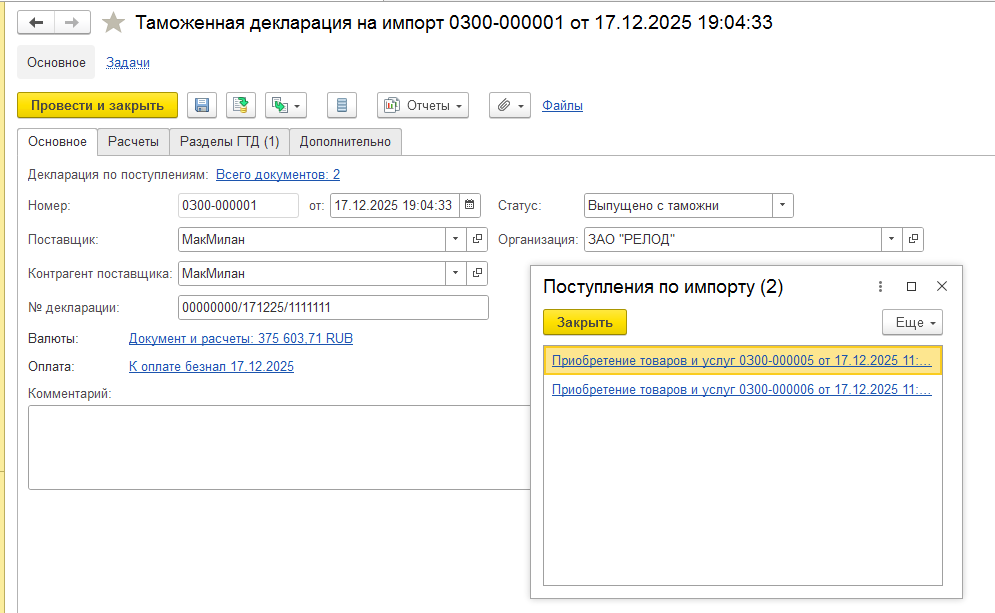 Таможенная декларация на импорт 0300-000001 от 17.12.2025 19:04:33
Основное Задачи
Провести и закрыть Отчеты Файлы
Основное Расчеты Разделы ГТД (1) Дополнительно
Декларация по поступлениям: Всего документов: 2
Номер: 0300-000001 от: 17.12.2025 19:04:33 Статус: Выпущено с таможни
Поставщик: МакМилан Организация: ЗАО "РЕЛОД"
Контрагент поставщика: МакМилан
№ декларации: 00000000/171225/1111111
Валюты: Документ и расчеты: 375 603,71 RUB
Оплата: К оплате безнал 17.12.2025
Комментарий:
Поступления по импорту (2)
Закрыть Еще
Приобретение товаров и услуг 0300-000005 от 17.12.2025 11:...
Приобретение товаров и услуг 0300-000006 от 17.12.2025 11:...